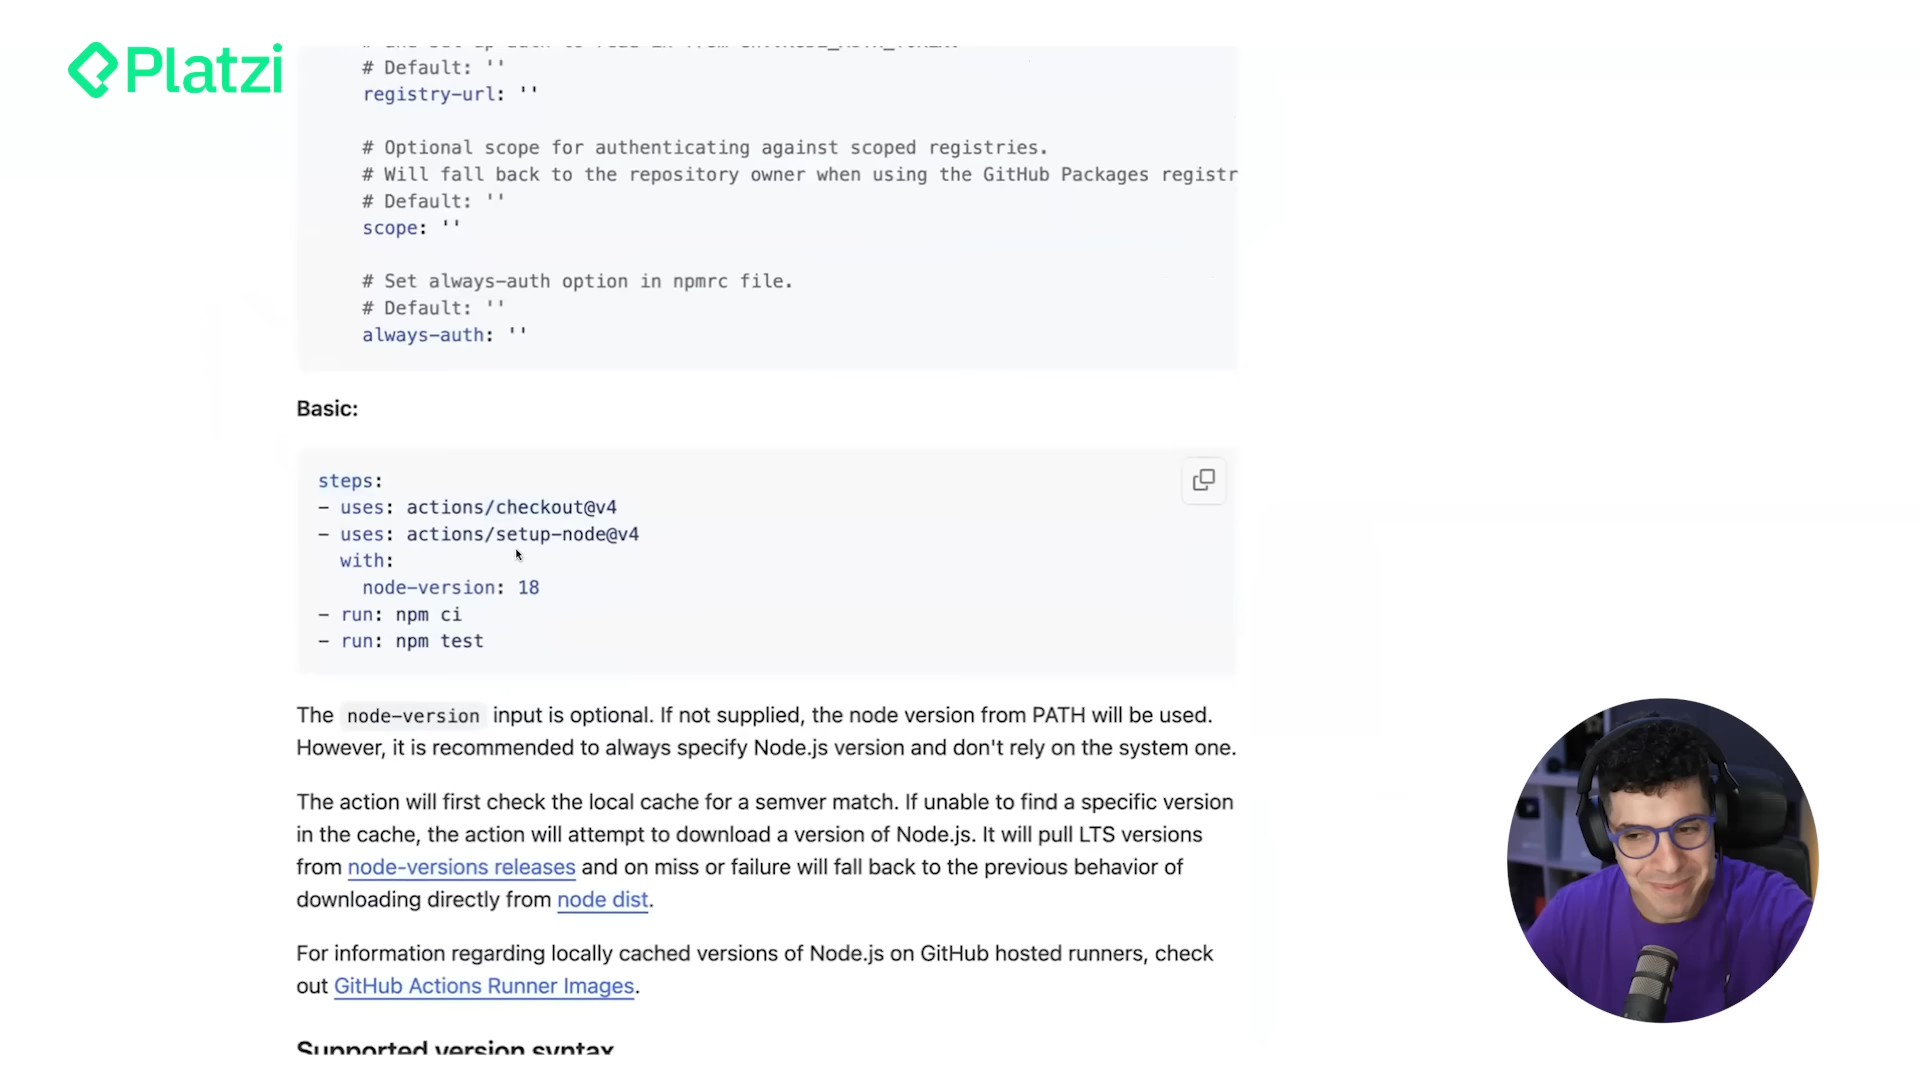 Platzi
# Default: ''
registry-url: ''
# Optional scope for authenticating against scoped registries.
# Will fall back to the repository owner when using the GitHub Packages registr
# Default: ''
scope: ''
# Set always-auth option in npmrc file.
# Default: ''
always-auth: ''
Basic:
steps:
- uses: actions/checkout@v4
- uses: actions/setup-node@v4
with:
node-version: 18
- run: npm ci
- run: npm test
The node-version input is optional. If not supplied, the node version from PATH will be used.
However, it is recommended to always specify Node.js version and don't rely on the system one.
The action will first check the local cache for a semver match. If unable to find a specific version
in the cache, the action will attempt to download a version of Node.js. It will pull LTS versions
from node-versions releases and on miss or failure will fall back to the previous behavior of
downloading directly from node dist.
For information regarding locally cached versions of Node.js on GitHub hosted runners, check
out GitHub Actions Runner Images.
Supported version syntax